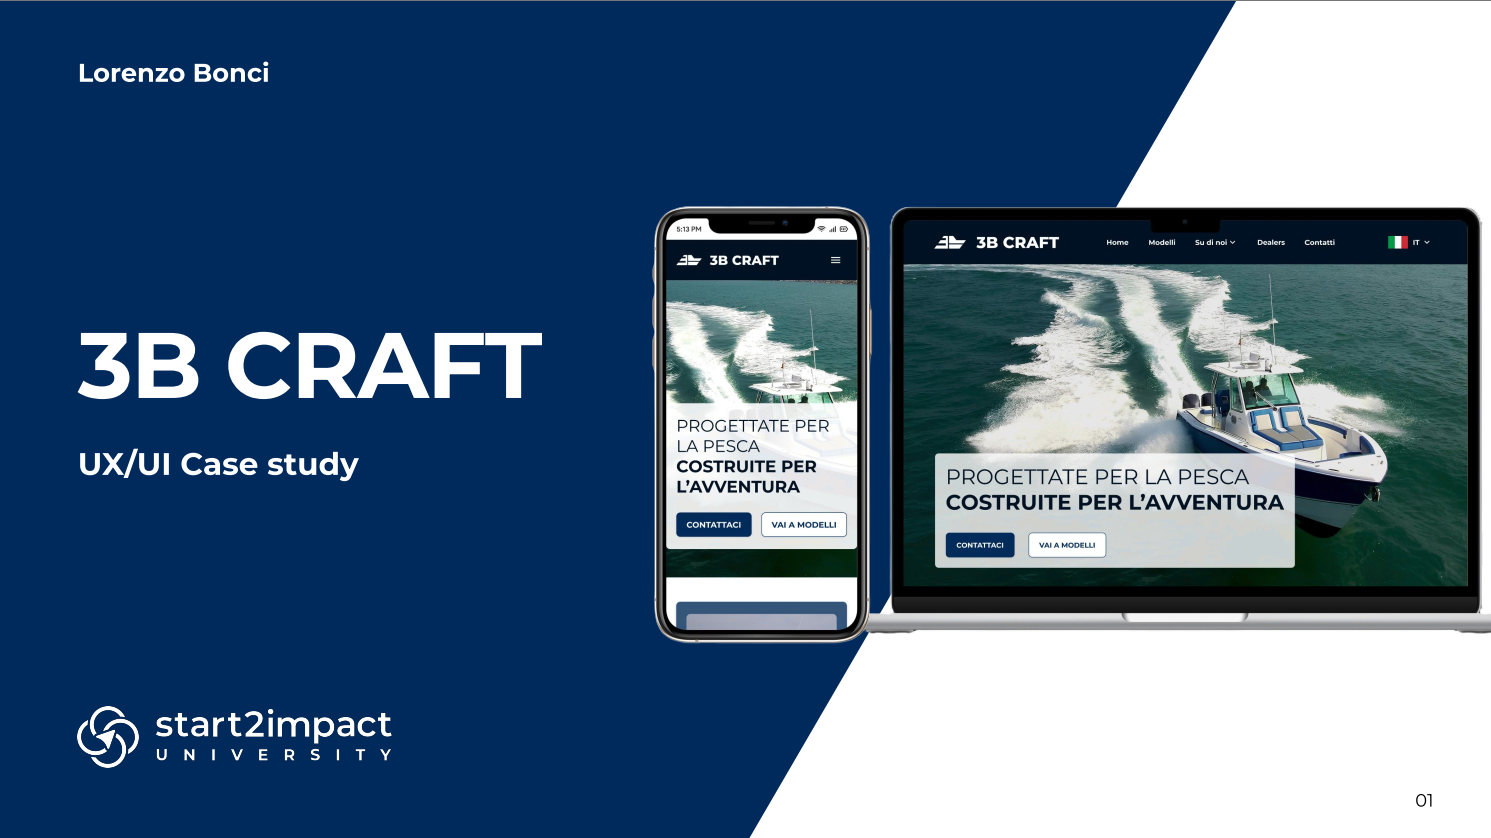 Lorenzo Bonci
3B CRAFT
UX/UI Case study
5:13 PM
3B CRAFT
PROGETTATE PER
LA PESCA
COSTRUITE PER
L'AVVENTURA
CONTATTACI
VAI A MODELLI
3B CRAFT
Home
Modelli
Su di noi
Dealers
Contatti
IT
PROGETTATE PER LA PESCA
COSTRUITE PER L'AVVENTURA
CONTATTACI
VAI A MODELLI
start2impact
UNIVERSITY
01